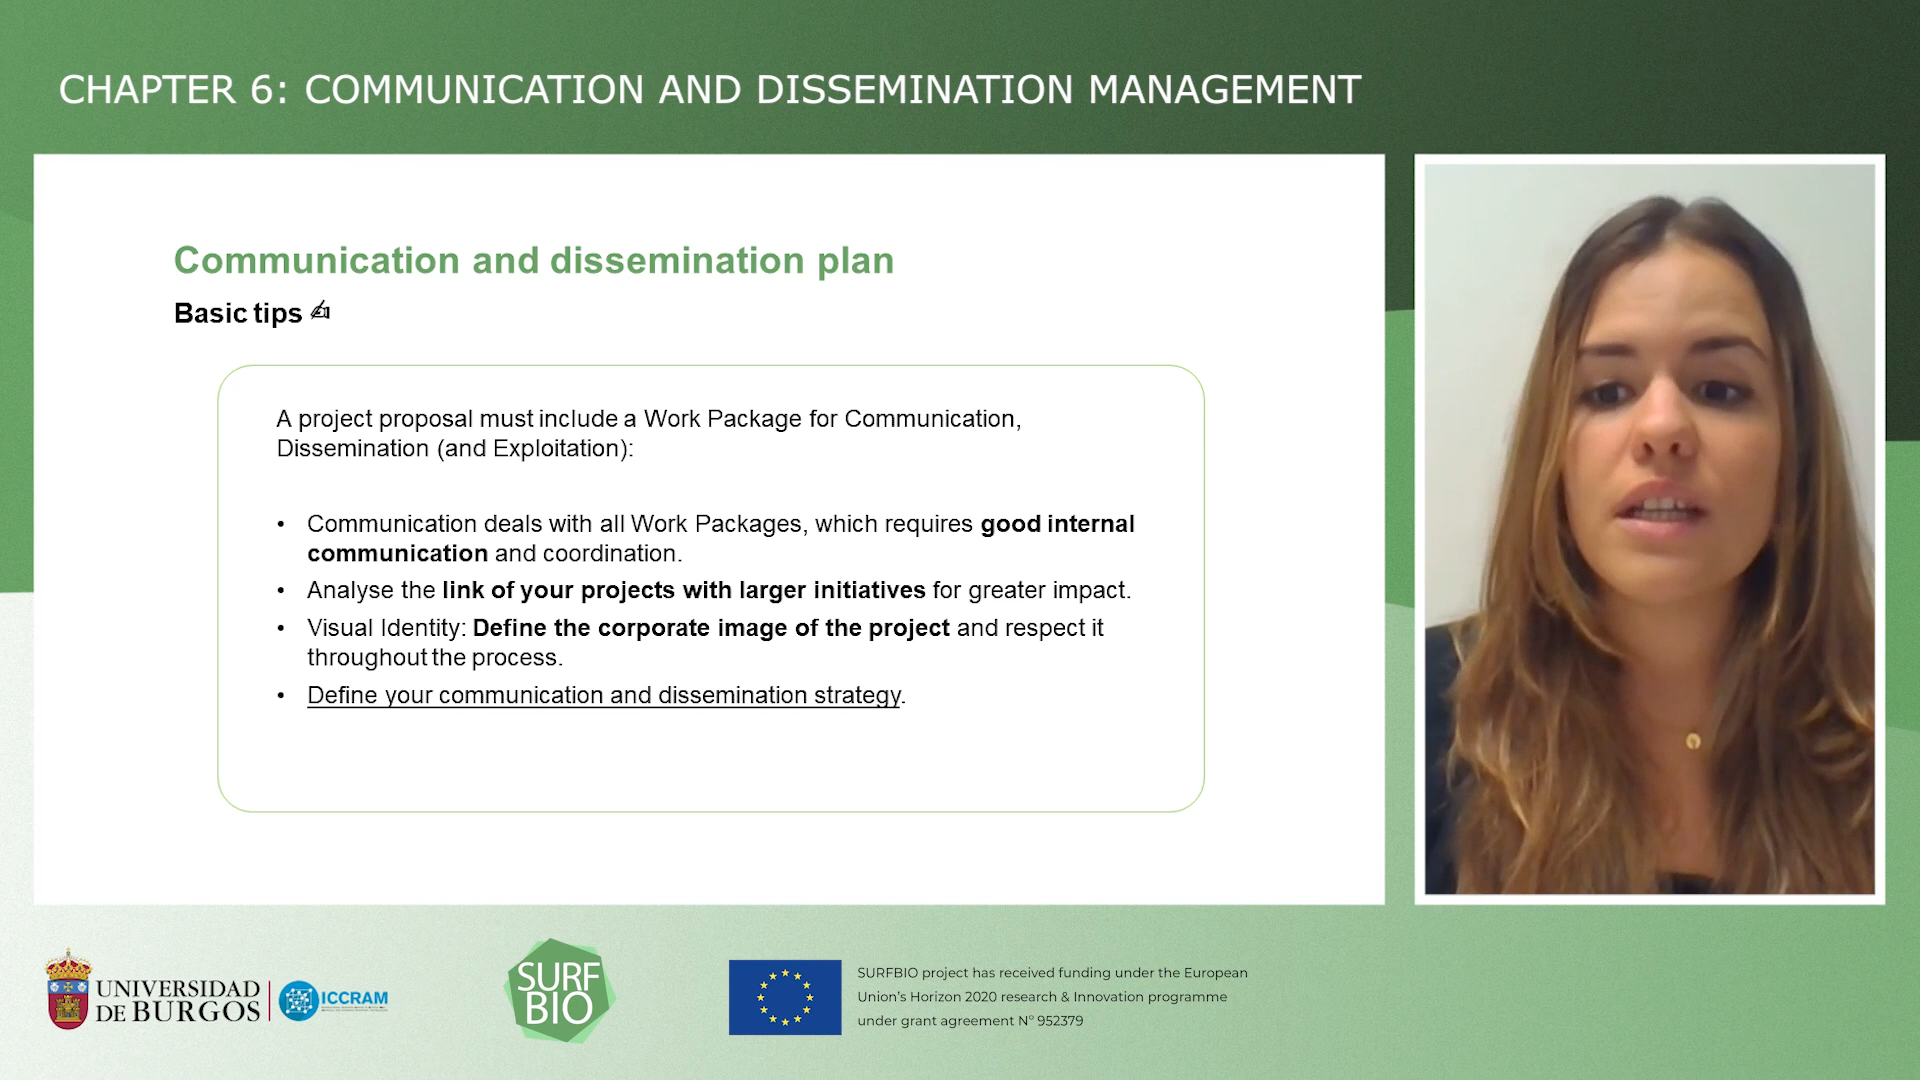 CHAPTER 6: COMMUNICATION AND DISSEMINATION MANAGEMENT
Communication and dissemination plan
Basic tips ✍
A project proposal must include a Work Package for Communication,
Dissemination (and Exploitation):
• Communication deals with all Work Packages, which requires good internal
communication and coordination.
• Analyse the link of your projects with larger initiatives for greater impact.
• Visual Identity: Define the corporate image of the project and respect it
throughout the process.
• Define your communication and dissemination strategy.
UNIVERSIDAD
DE BURGOS
ICCRAM
SURF
BIO
SURFBIO project has received funding under the European
Union's Horizon 2020 research & Innovation programme
under grant agreement Nº 952379